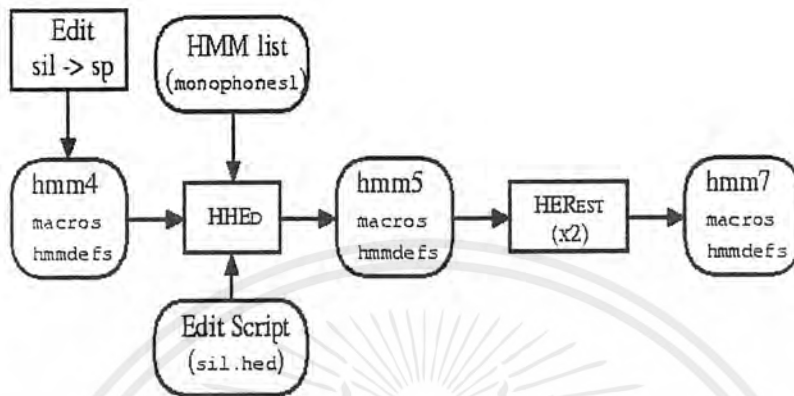 Edit
sil -> sp
HMM list
(monophones1)
hmm4
macros
hmmdefs
HHED
hmm5
macros
hmmdefs
HEREST
(x2)
hmm7
macros
hmmdefs
Edit Script
(sil.hed)